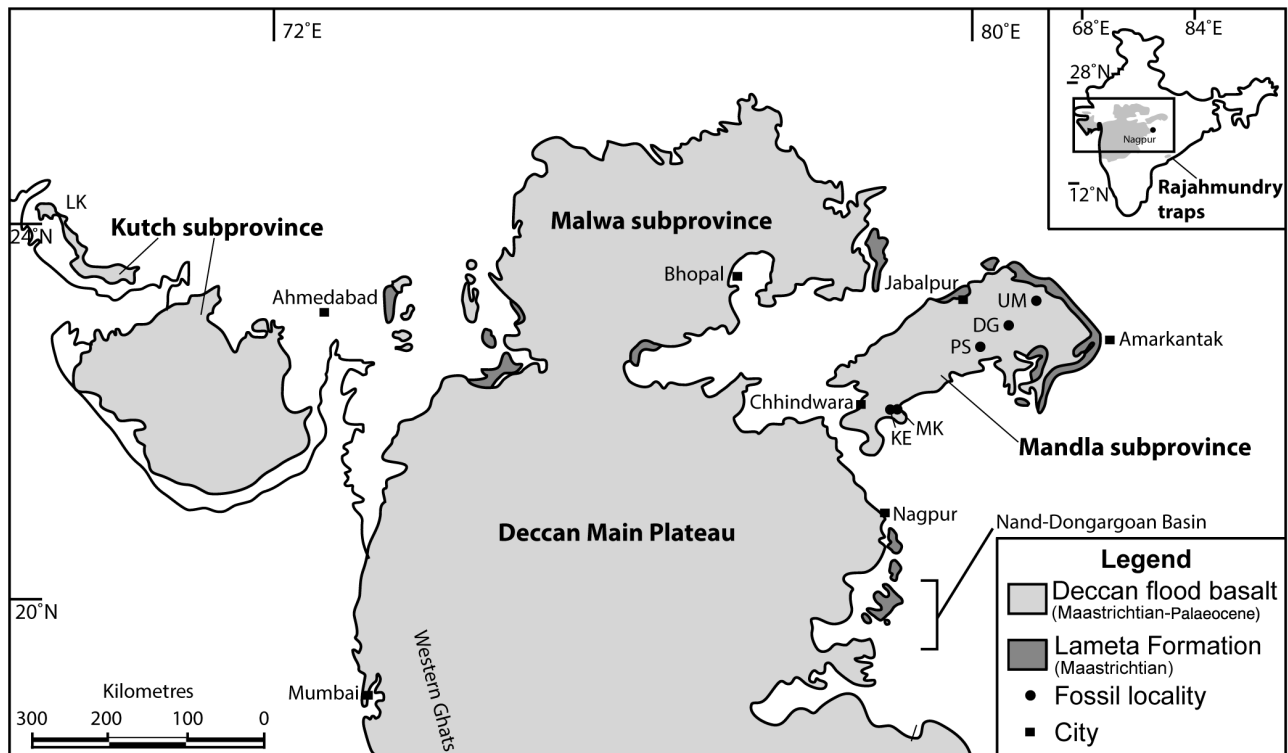 72˚E
80˚E
68˚E
84˚E
28˚N
Nagpur
12˚N
Rajahmundry
traps
LK
24˚N
Kutch subprovince
Malwa subprovince
Bhopal
Ahmedabad
Jabalpur
UM
DG
PS
Amarkantak
Chhindwara
KE
MK
Mandla subprovince
Nagpur
Deccan Main Plateau
Nand-Dongargoan Basin
20˚N
Western Ghats
Mumbai
Kilometres
300
200
100
0
Legend
Deccan flood basalt
(Maastrichtian-Palaeocene)
Lameta Formation
(Maastrichtian)
Fossil locality
City